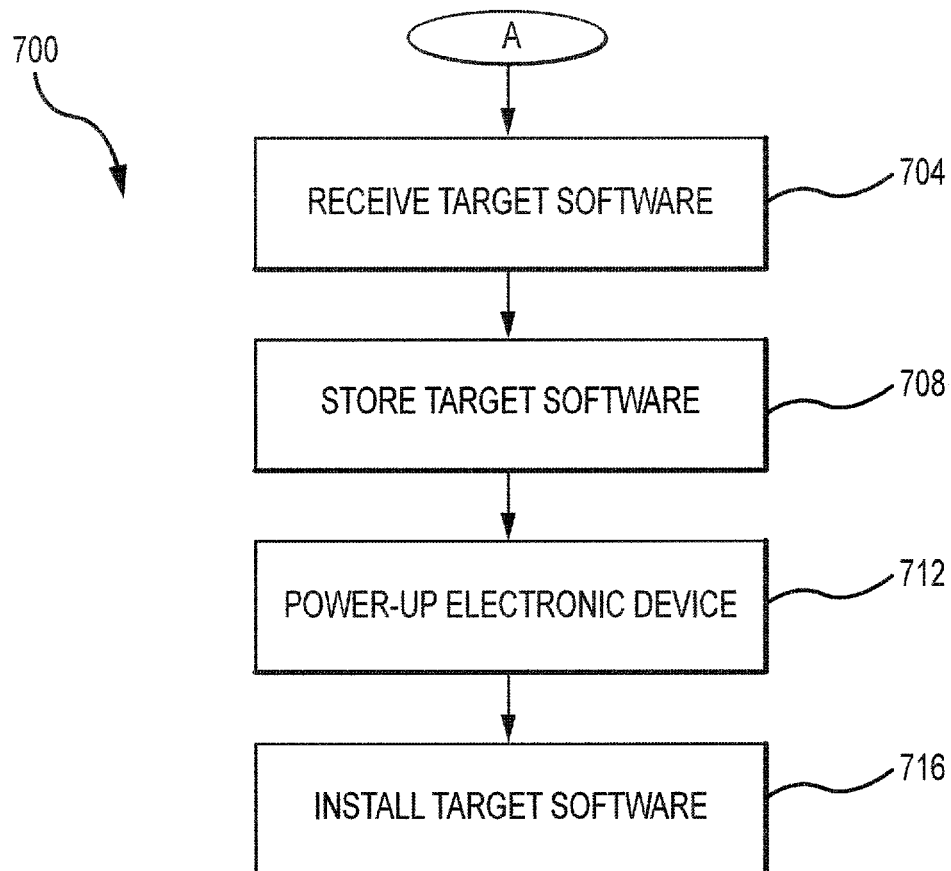 700
A
RECEIVE TARGET SOFTWARE
704
STORE TARGET SOFTWARE
708
POWER-UP ELECTRONIC DEVICE
712
INSTALL TARGET SOFTWARE
716